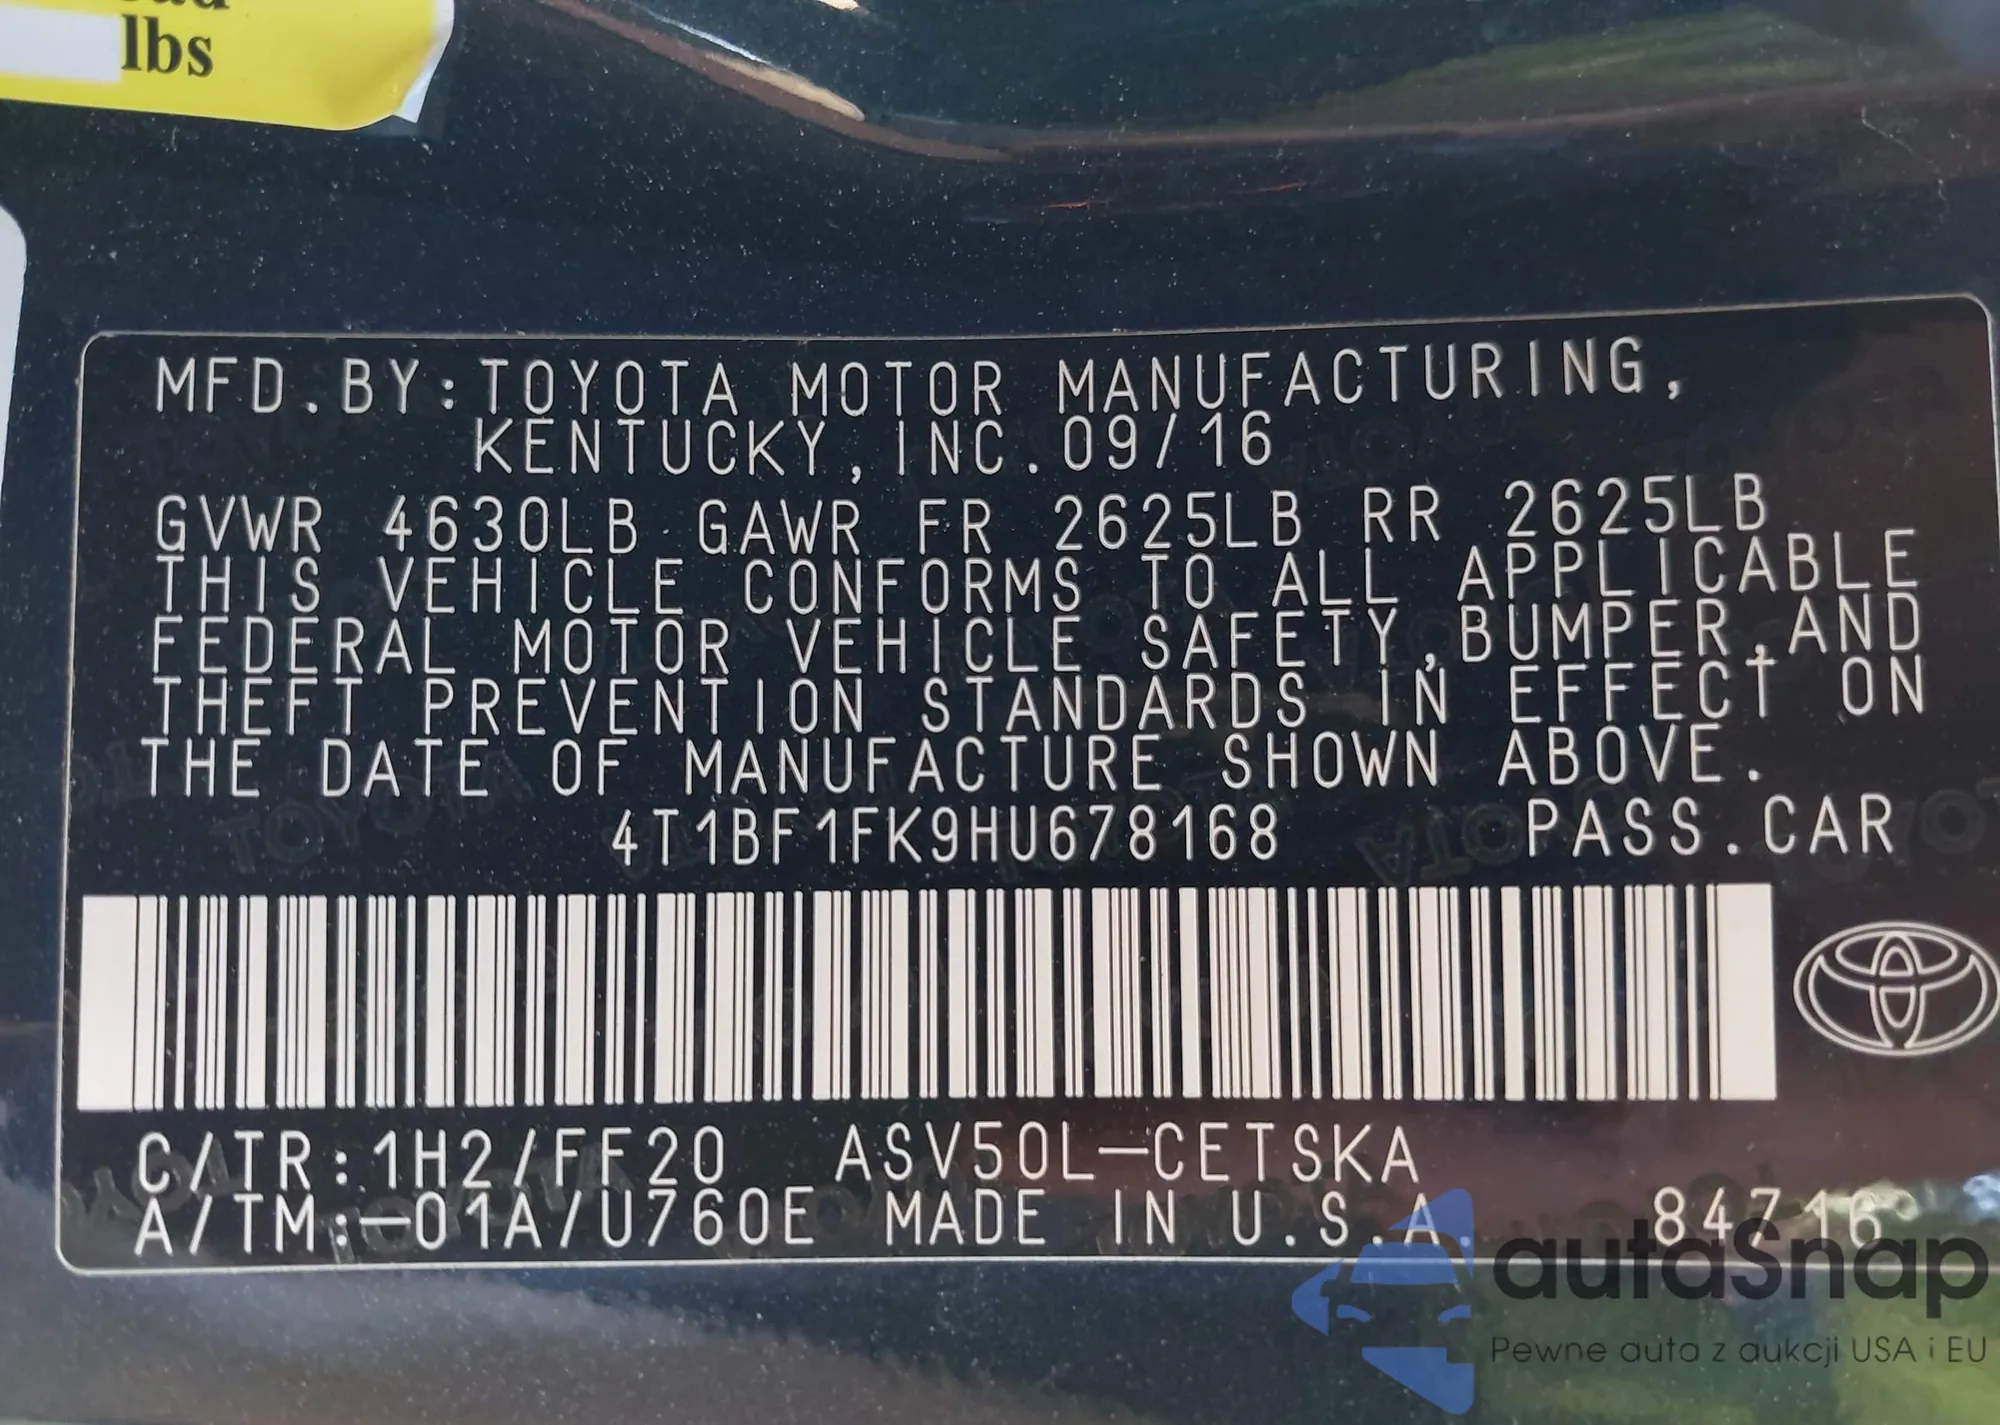 lbs
MFD.BY:TOYOTA MOTOR MANUFACTURING,
KENTUCKY,INC.09/16
GVWR 4630LB GAWR FR 2625LB RR 2625LB
THIS VEHICLE CONFORMS TO ALL APPLICABLE
FEDERAL MOTOR VEHICLE SAFETY,BUMPER,AND
THEFT PREVENTION STANDARDS IN EFFECT ON
THE DATE OF MANUFACTURE SHOWN ABOVE.
4T1BF1FK9HU678168 PASS.CAR
C/TR:1H2/FF20 ASV50L-CETSKA
A/TM:-01A/U760E MADE IN U.S.A. 84716
autaSnap
Pewne auta z aukcji USA i EU